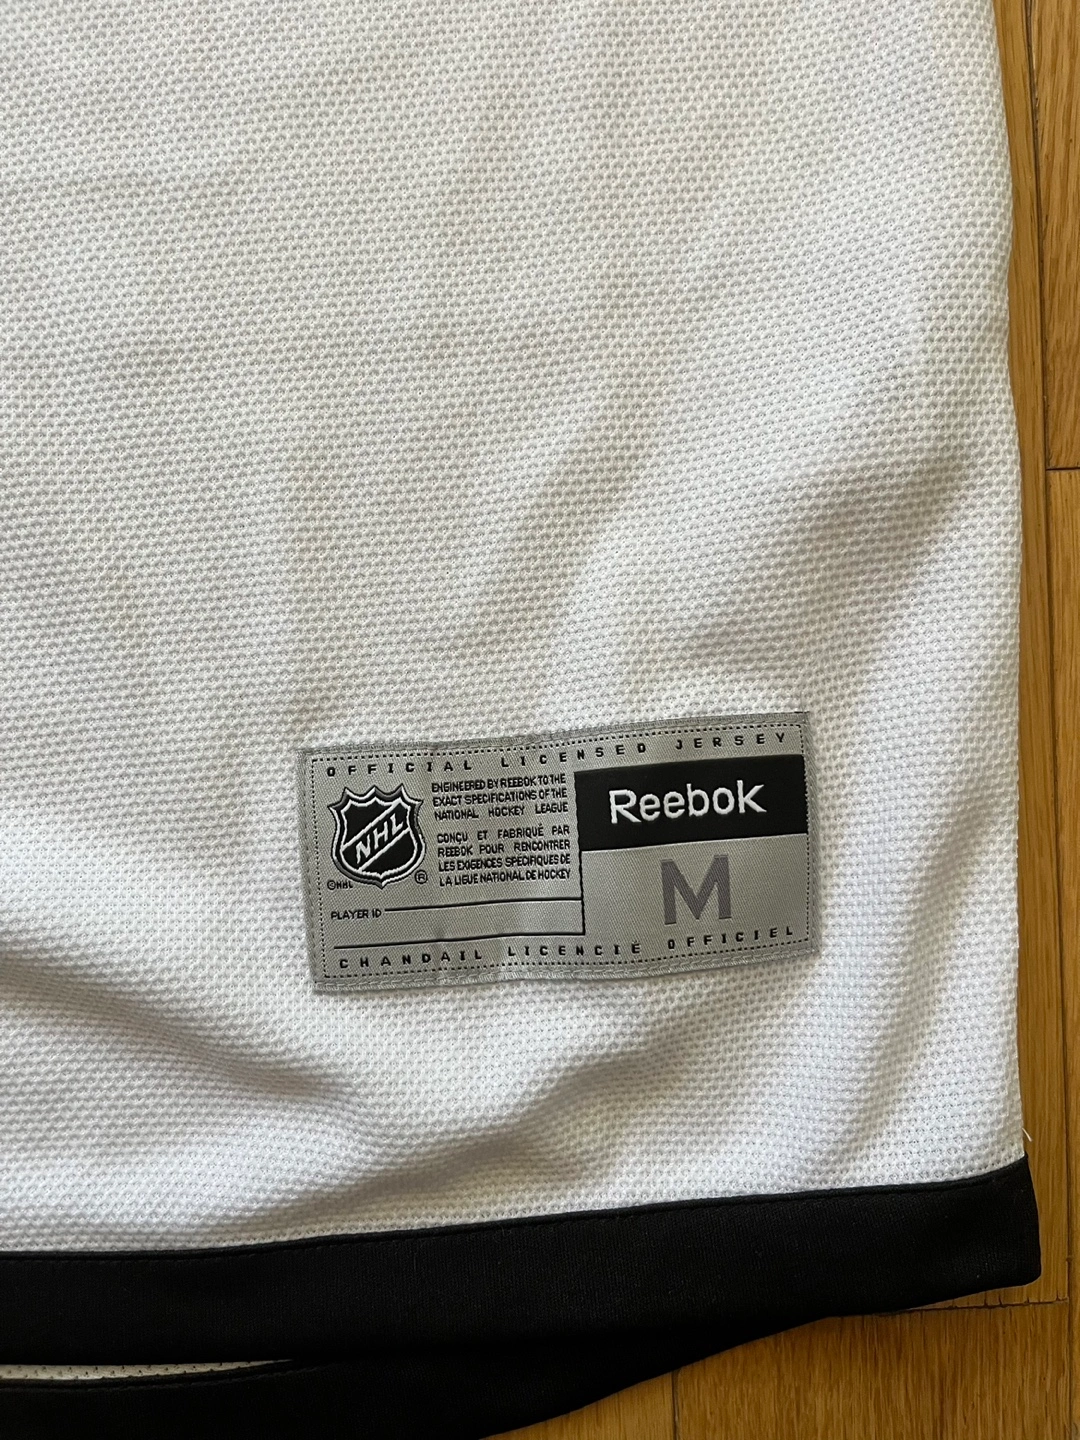 OFFICIAL LICENSED JERSEY
NHL
©NHL
®
ENGINEERED BY REEBOK TO THE
EXACT SPECIFICATIONS OF THE
NATIONAL HOCKEY LEAGUE
CONÇU ET FABRIQUÉ PAR
REEBOK POUR RENCONTRER
LES EXIGENCES SPÉCIFIQUES DE
LA LIGUE NATIONAL DE HOCKEY
PLAYER ID
Reebok
M
CHANDAIL LICENCIÉ OFFICIEL